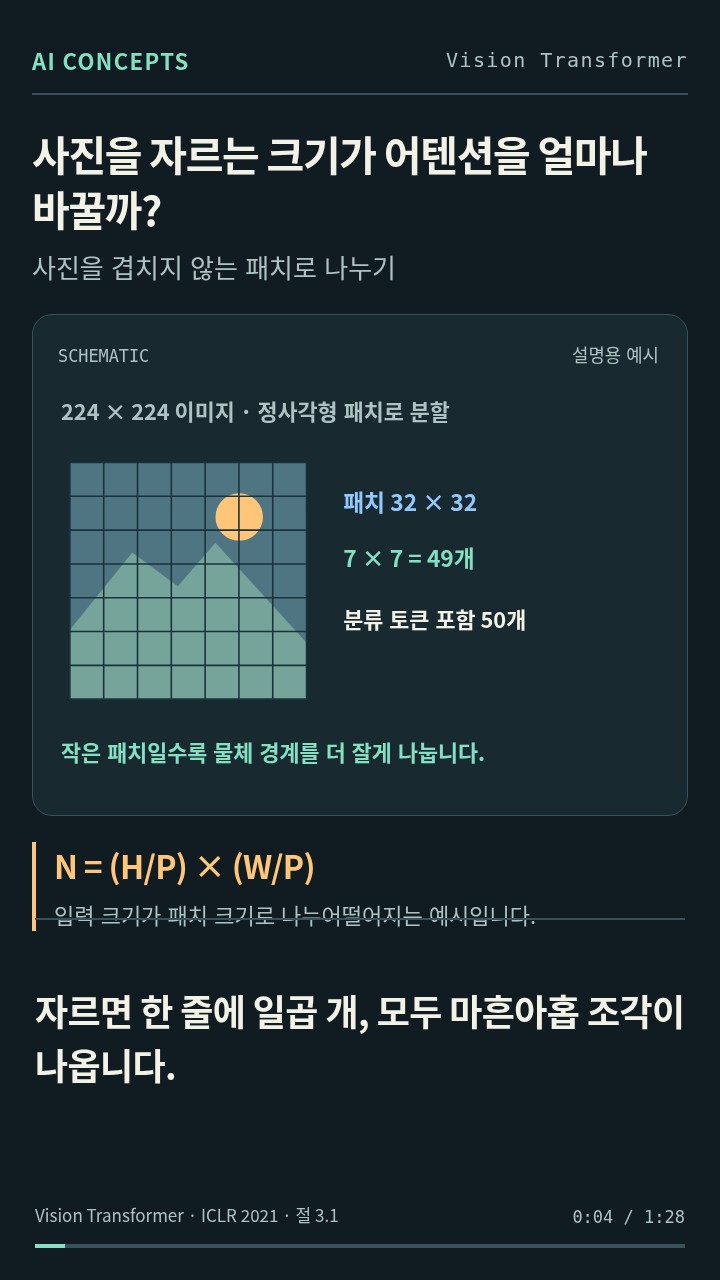 AI CONCEPTS
Vision Transformer
사진을 자르는 크기가 어텐션을 얼마나
바꿀까?
사진을 겹치지 않는 패치로 나누기
SCHEMATIC
설명용 예시
224 × 224 이미지 · 정사각형 패치로 분할
패치 32 × 32
7 × 7 = 49개
분류 토큰 포함 50개
작은 패치일수록 물체 경계를 더 잘게 나눕니다.
N = (H/P) × (W/P)
입력 크기가 패치 크기로 나누어떨어지는 예시입니다.
자르면 한 줄에 일곱 개, 모두 마흔아홉 조각이
나옵니다.
Vision Transformer · ICLR 2021 · 절 3.1
0:04 / 1:28